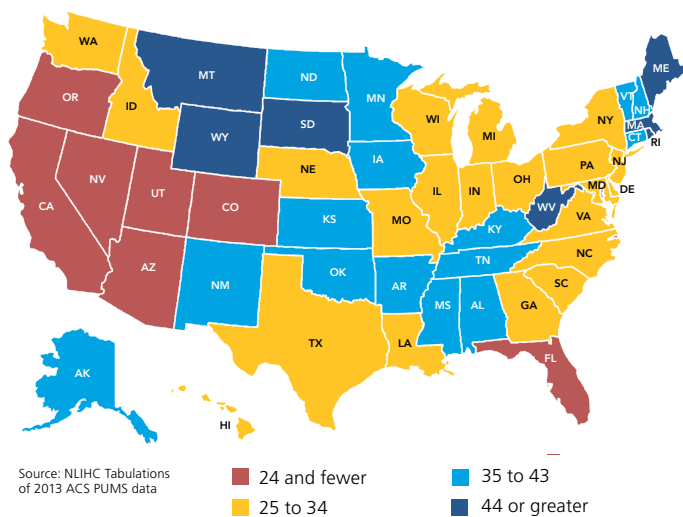 WA
MT
ND
MN
ME
OR
ID
WY
SD
WI
MI
NY
VT
NH
MA
CT
RI
NV
UT
CO
NE
IA
IL
IN
OH
PA
NJ
MD
DE
CA
AZ
NM
KS
MO
KY
WV
VA
OK
AR
TN
NC
SC
MS
AL
GA
TX
LA
FL
AK
HI
Source: NLIHC Tabulations
of 2013 ACS PUMS data
24 and fewer
25 to 34
35 to 43
44 or greater